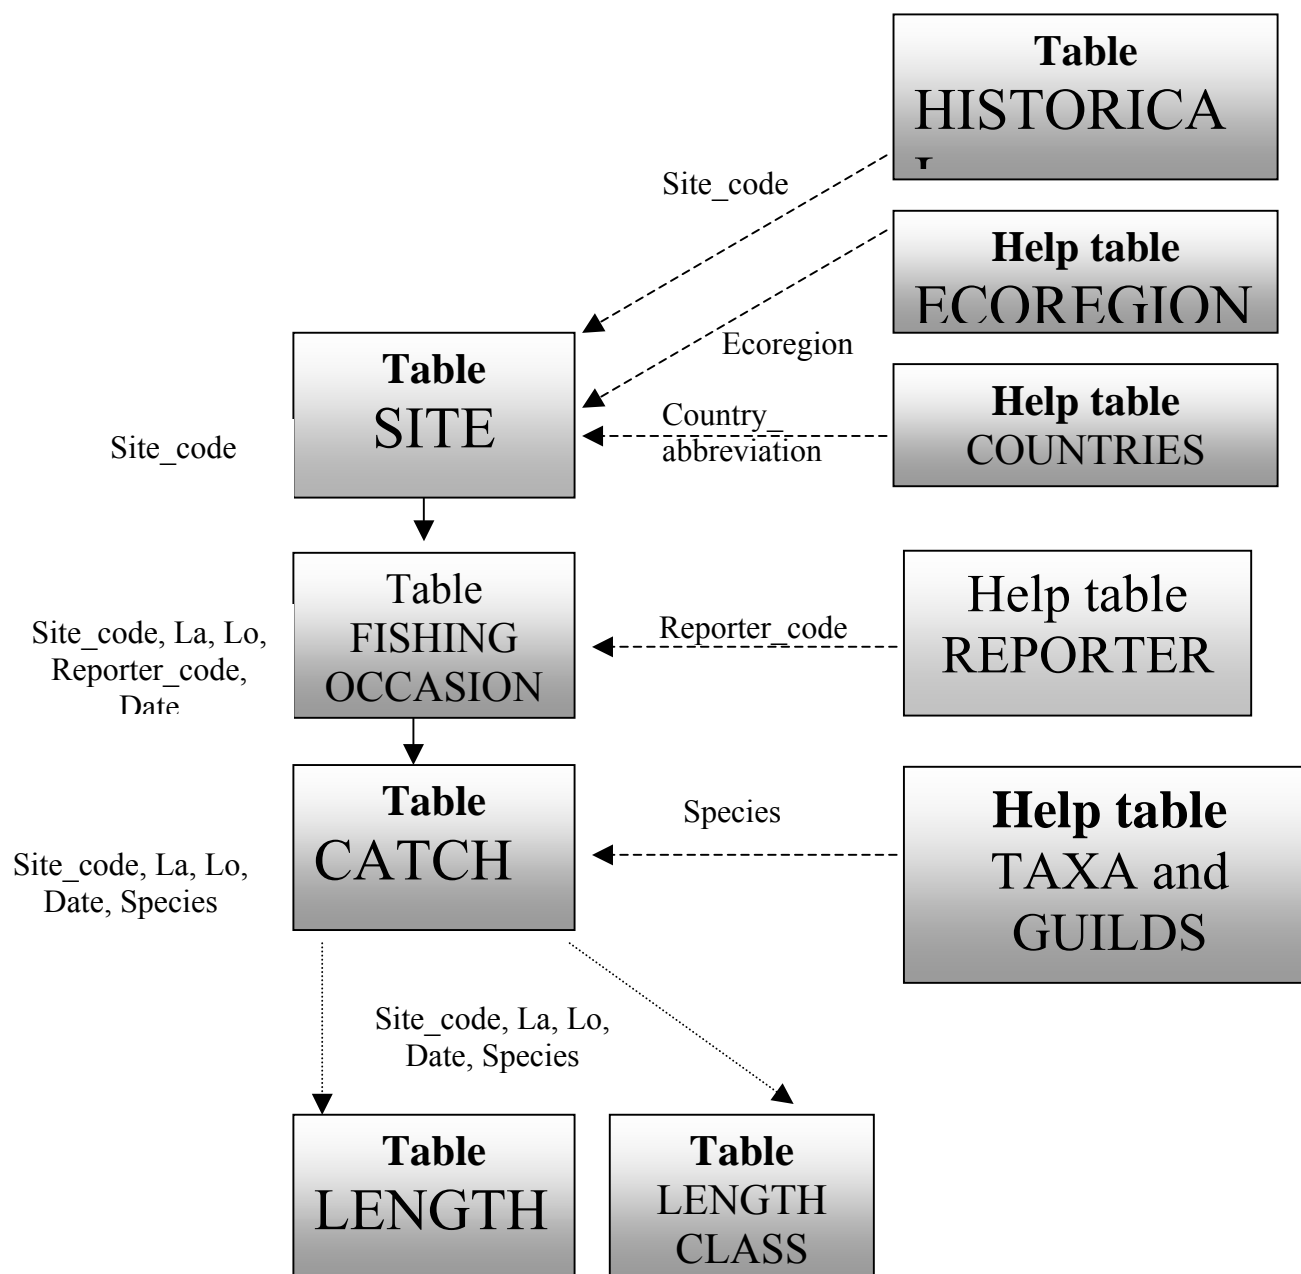 Table
HISTORICA
L
Site_code
Help table
ECOREGION
Ecoregion
Table
SITE
Country_
abbreviation
Help table
COUNTRIES
Site_code
Table
FISHING
OCCASION
Site_code, La, Lo,
Reporter_code,
Date
Reporter_code
Help table
REPORTER
Table
CATCH
Species
Help table
TAXA and
GUILDS
Site_code, La, Lo,
Date, Species
Site_code, La, Lo,
Date, Species
Table
LENGTH
Table
LENGTH
CLASS